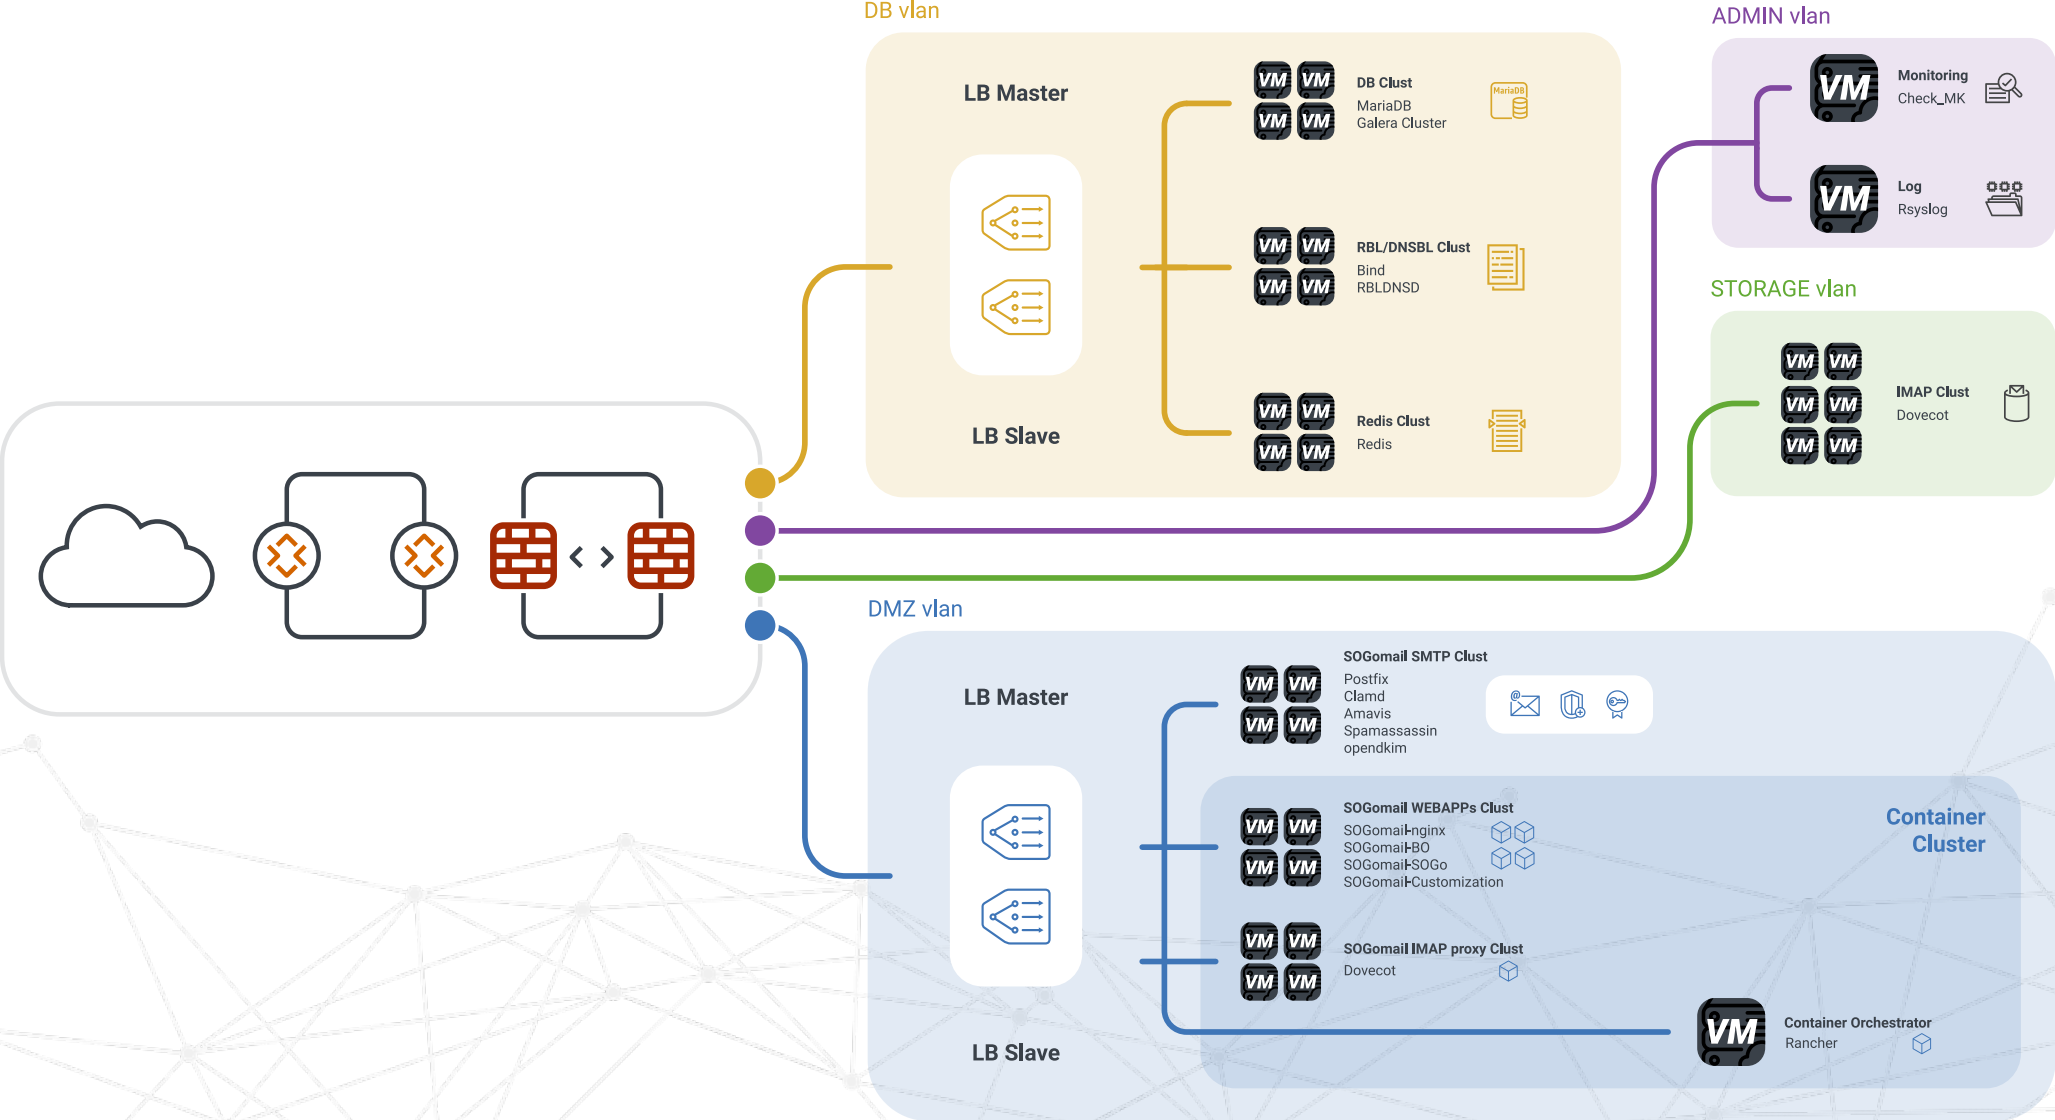 DB vlan
LB Master
LB Slave
VM VM
VM VM
DB Clust
MariaDB
Galera Cluster
MariaDB
VM VM
VM VM
RBL/DNSBL Clust
Bind
RBLDNSD
VM VM
VM VM
Redis Clust
Redis
ADMIN vlan
VM
Monitoring
Check_MK
VM
Log
Rsyslog
STORAGE vlan
VM VM
VM VM
VM VM
IMAP Clust
Dovecot
DMZ vlan
LB Master
LB Slave
VM VM
VM VM
SOGomail SMTP Clust
Postfix
Clamd
Amavis
Spamassassin
opendkim
@
Container
Cluster
VM VM
VM VM
SOGomail WEBAPPs Clust
SOGomail-nginx
SOGomail-BO
SOGomail-SOGo
SOGomail-Customization
VM VM
VM VM
SOGomail IMAP proxy Clust
Dovecot
VM
Container Orchestrator
Rancher